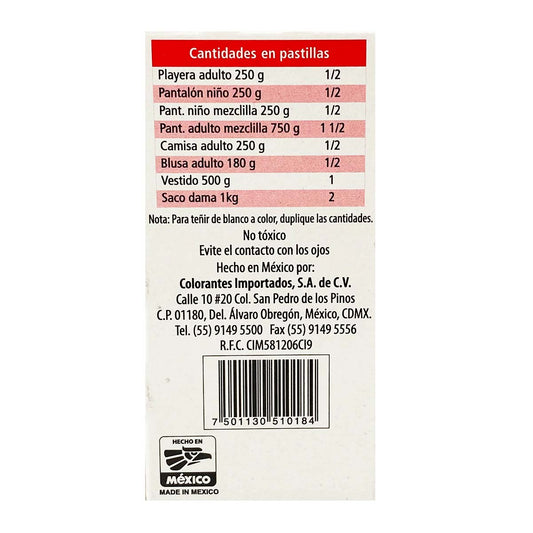 Cantidades en pastillas
Playera adulto 250 g 1/2
Pantalón niño 250 g 1/2
Pant. niño mezclilla 250 g 1/2
Pant. adulto mezclilla 750 g 1 1/2
Camisa adulto 250 g 1/2
Blusa adulto 180 g 1/2
Vestido 500 g 1
Saco dama 1kg 2
Nota: Para teñir de blanco a color, duplique las cantidades.
No tóxico
Evite el contacto con los ojos
Hecho en México por:
Colorantes Importados, S.A. de C.V.
Calle 10 #20 Col. San Pedro de los Pinos
C.P. 01180, Del. Álvaro Obregón, México, CDMX.
Tel. (55) 9149 5500 Fax (55) 9149 5556
R.F.C. CIM581206CI9
7 501130 510184
HECHO EN
MÉXICO
MADE IN MEXICO